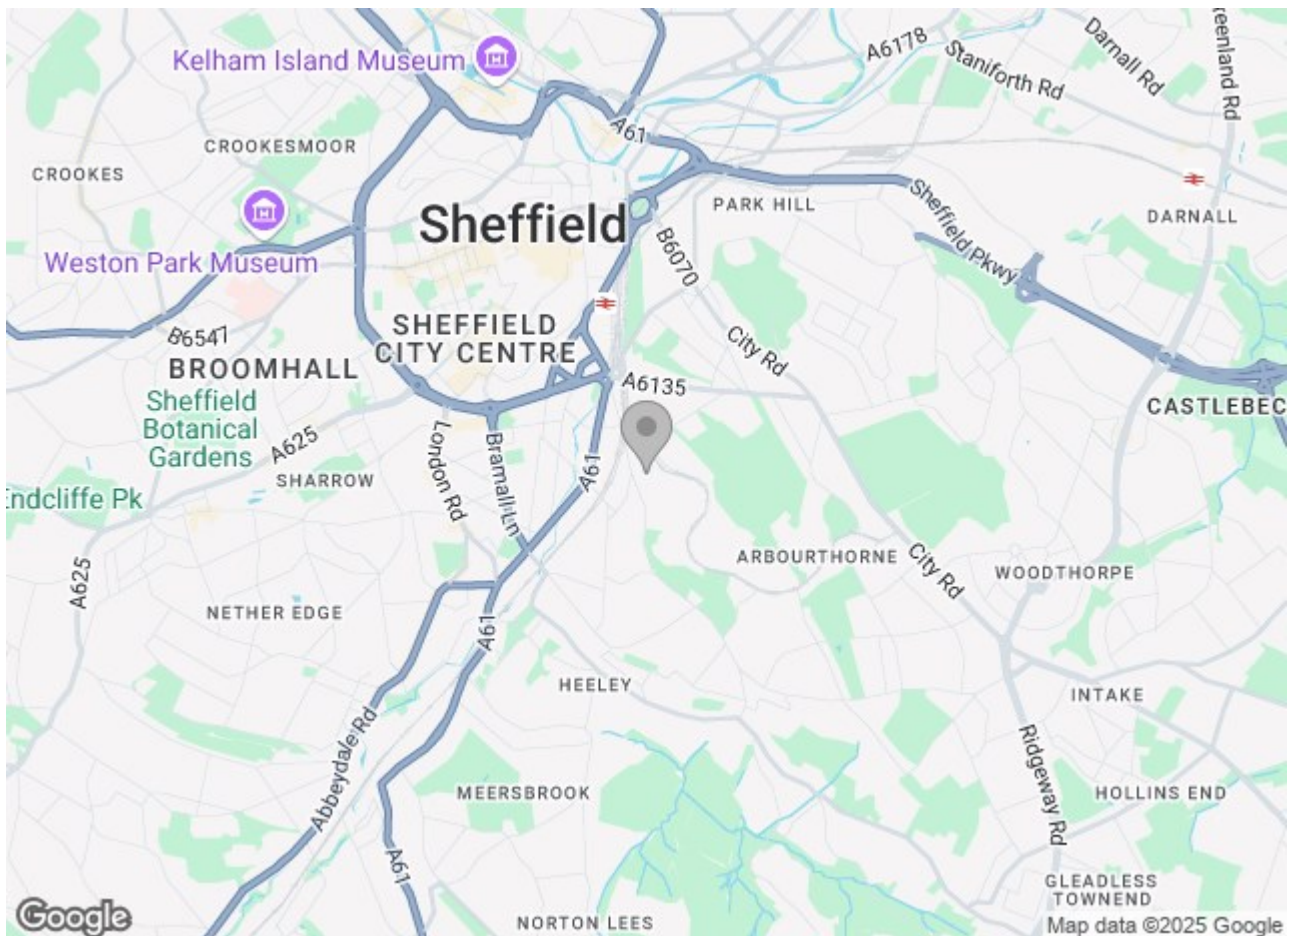 Kelham Island Museum
A6178
Staniforth Rd
Darnall Rd
reenland Rd
A61
CROOKESMOOR
CROOKES
Sheffield
PARK HILL
Sheffield Pkwy
DARNALL
Weston Park Museum
B6070
B6547
SHEFFIELD
CITY CENTRE
City Rd
BROOMHALL
A6135
Sheffield
Botanical
Gardens
A625
London Rd
Bramall Ln
A61
CASTLEBEC
SHARROW
Endcliffe Pk
A625
ARBOURTHORNE
City Rd
WOODTHORPE
NETHER EDGE
A61
HEELEY
INTAKE
Abbeydale Rd
Ridgeway Rd
MEERSBROOK
HOLLINS END
A61
GLEADLESS
TOWNEND
Google
NORTON LEES
Map data ©2025 Google